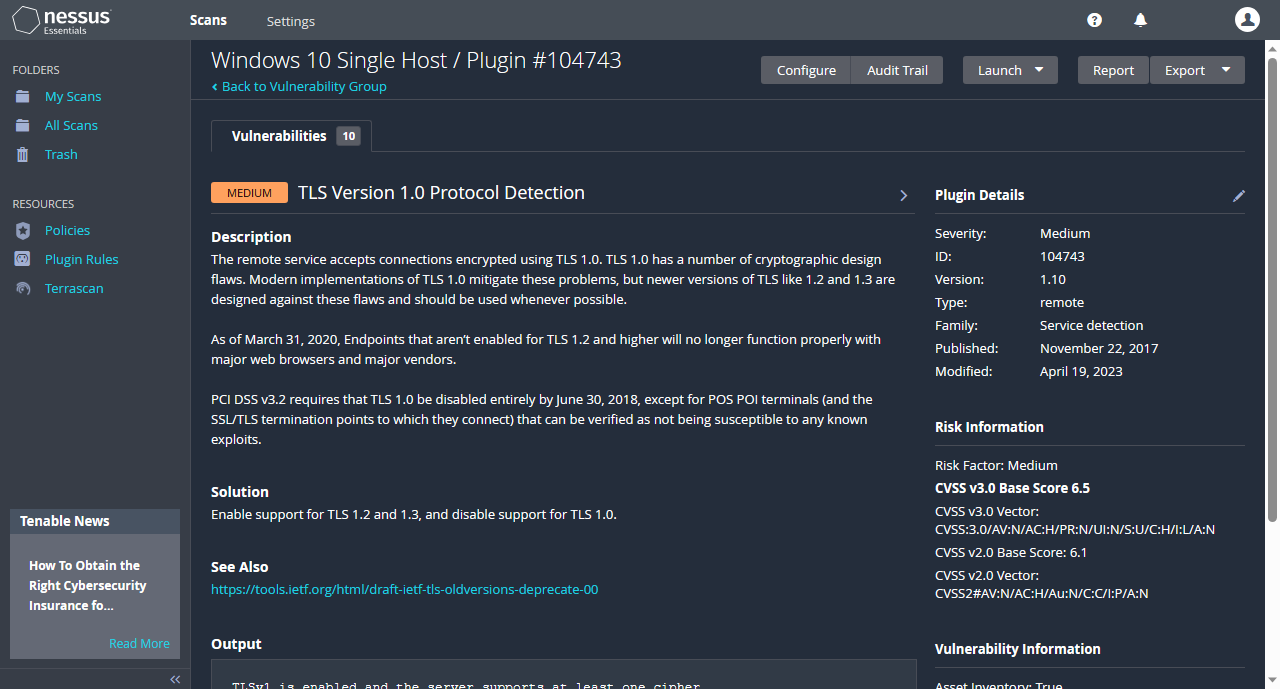 nessus
Essentials
Scans
Settings
FOLDERS
My Scans
All Scans
Trash
RESOURCES
Policies
Plugin Rules
Terrascan
Tenable News
How To Obtain the
Right Cybersecurity
Insurance fo...
Read More
Windows 10 Single Host / Plugin #104743
Back to Vulnerability Group
Configure
Audit Trail
Launch
Report
Export
Vulnerabilities 10
MEDIUM TLS Version 1.0 Protocol Detection
Description
The remote service accepts connections encrypted using TLS 1.0. TLS 1.0 has a number of cryptographic design
flaws. Modern implementations of TLS 1.0 mitigate these problems, but newer versions of TLS like 1.2 and 1.3 are
designed against these flaws and should be used whenever possible.
As of March 31, 2020, Endpoints that aren’t enabled for TLS 1.2 and higher will no longer function properly with
major web browsers and major vendors.
PCI DSS v3.2 requires that TLS 1.0 be disabled entirely by June 30, 2018, except for POS POI terminals (and the
SSL/TLS termination points to which they connect) that can be verified as not being susceptible to any known
exploits.
Solution
Enable support for TLS 1.2 and 1.3, and disable support for TLS 1.0.
See Also
https://tools.ietf.org/html/draft-ietf-tls-oldversions-deprecate-00
Output
TLSv1 is enabled and the server supports at least one cipher.
Plugin Details
Severity: Medium
ID: 104743
Version: 1.10
Type: remote
Family: Service detection
Published: November 22, 2017
Modified: April 19, 2023
Risk Information
Risk Factor: Medium
CVSS v3.0 Base Score 6.5
CVSS v3.0 Vector:
CVSS:3.0/AV:N/AC:H/PR:N/UI:N/S:U/C:H/I:L/A:N
CVSS v2.0 Base Score: 6.1
CVSS v2.0 Vector:
CVSS2#AV:N/AC:H/Au:N/C:C/I:P/A:N
Vulnerability Information
Asset Inventory: True